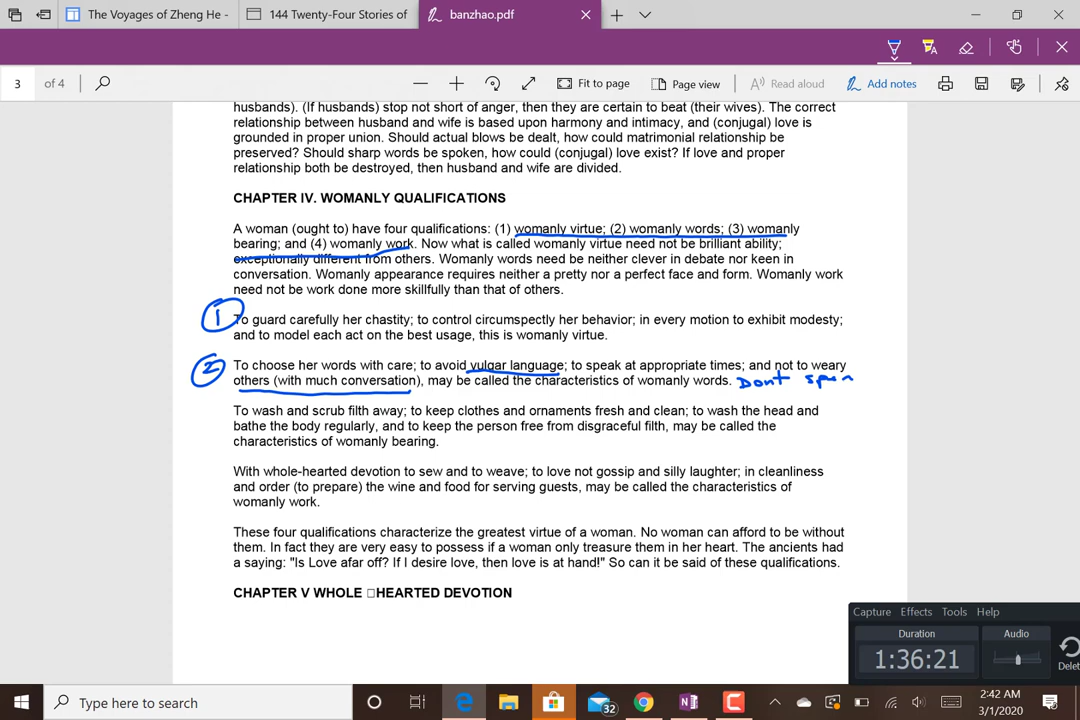 The Voyages of Zheng He -
144 Twenty-Four Stories of
banzhao.pdf
3 of 4
Fit to page
Page view
Read aloud
Add notes
husbands). (If husbands) stop not short of anger, then they are certain to beat (their wives). The correct
relationship between husband and wife is based upon harmony and intimacy, and (conjugal) love is
grounded in proper union. Should actual blows be dealt, how could matrimonial relationship be
preserved? Should sharp words be spoken, how could (conjugal) love exist? If love and proper
relationship both be destroyed, then husband and wife are divided.
CHAPTER IV. WOMANLY QUALIFICATIONS
A woman (ought to) have four qualifications: (1) womanly virtue; (2) womanly words; (3) womanly
bearing; and (4) womanly work. Now what is called womanly virtue need not be brilliant ability;
exceptionally different from others. Womanly words need be neither clever in debate nor keen in
conversation. Womanly appearance requires neither a pretty nor a perfect face and form. Womanly work
need not be work done more skillfully than that of others.
1 To guard carefully her chastity; to control circumspectly her behavior; in every motion to exhibit modesty;
and to model each act on the best usage, this is womanly virtue.
2 To choose her words with care; to avoid vulgar language; to speak at appropriate times; and not to weary
others (with much conversation), may be called the characteristics of womanly words. Dont
To wash and scrub filth away; to keep clothes and ornaments fresh and clean; to wash the head and
bathe the body regularly, and to keep the person free from disgraceful filth, may be called the
characteristics of womanly bearing.
With whole-hearted devotion to sew and to weave; to love not gossip and silly laughter; in cleanliness
and order (to prepare) the wine and food for serving guests, may be called the characteristics of
womanly work.
These four qualifications characterize the greatest virtue of a woman. No woman can afford to be without
them. In fact they are very easy to possess if a woman only treasure them in her heart. The ancients had
a saying: "Is Love afar off? If I desire love, then love is at hand!" So can it be said of these qualifications.
CHAPTER V WHOLE □HEARTED DEVOTION
Capture Effects Tools Help
Duration
Audio
1:36:21
Delet
Type here to search
32
2:42 AM
3/1/2020